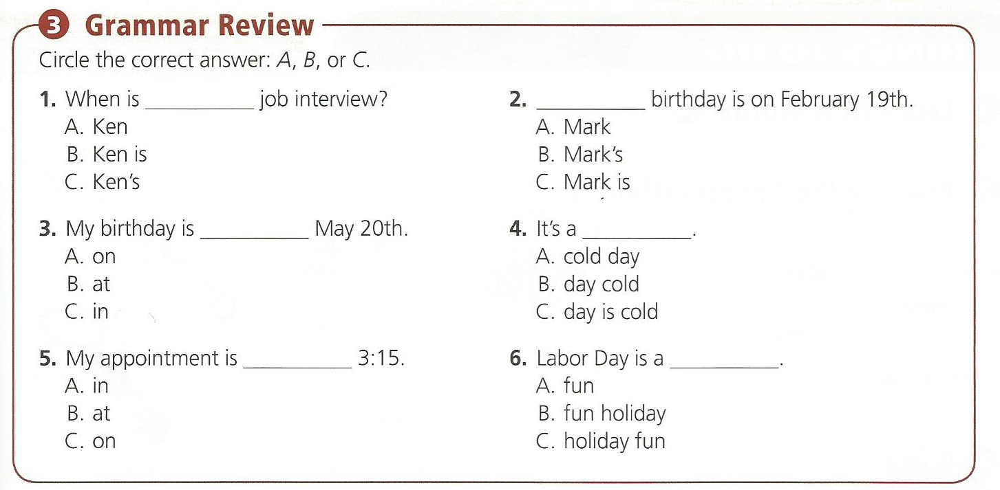 3 Grammar Review
Circle the correct answer: A, B, or C.
1. When is __________ job interview?
A. Ken
B. Ken is
C. Ken's
2. __________ birthday is on February 19th.
A. Mark
B. Mark's
C. Mark is
3. My birthday is __________ May 20th.
A. on
B. at
C. in
4. It's a __________.
A. cold day
B. day cold
C. day is cold
5. My appointment is __________ 3:15.
A. in
B. at
C. on
6. Labor Day is a __________.
A. fun
B. fun holiday
C. holiday fun